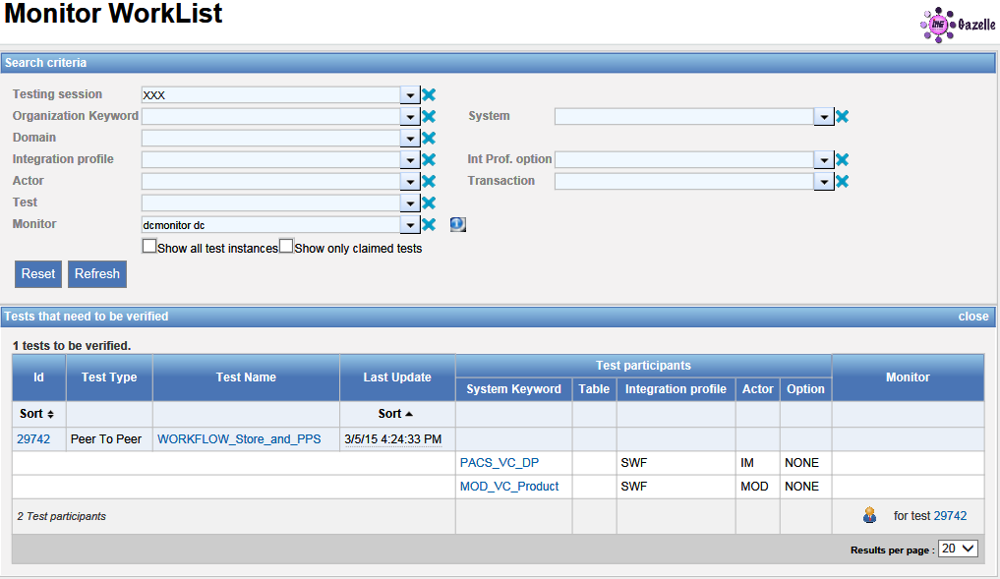 Monitor WorkList
IHE Gazelle
Search criteria
Testing session XXX
Organization Keyword System
Domain
Integration profile Int Prof. option
Actor Transaction
Test
Monitor dcmonitor dc
Show all test instances Show only claimed tests
Reset Refresh
Tests that need to be verified close
1 tests to be verified.
Id Test Type Test Name Last Update Test participants Monitor
System Keyword Table Integration profile Actor Option
Sort Sort
29742 Peer To Peer WORKFLOW_Store_and_PPS 3/5/15 4:24:33 PM
PACS_VC_DP SWF IM NONE
MOD_VC_Product SWF MOD NONE
2 Test participants for test 29742
Results per page : 20